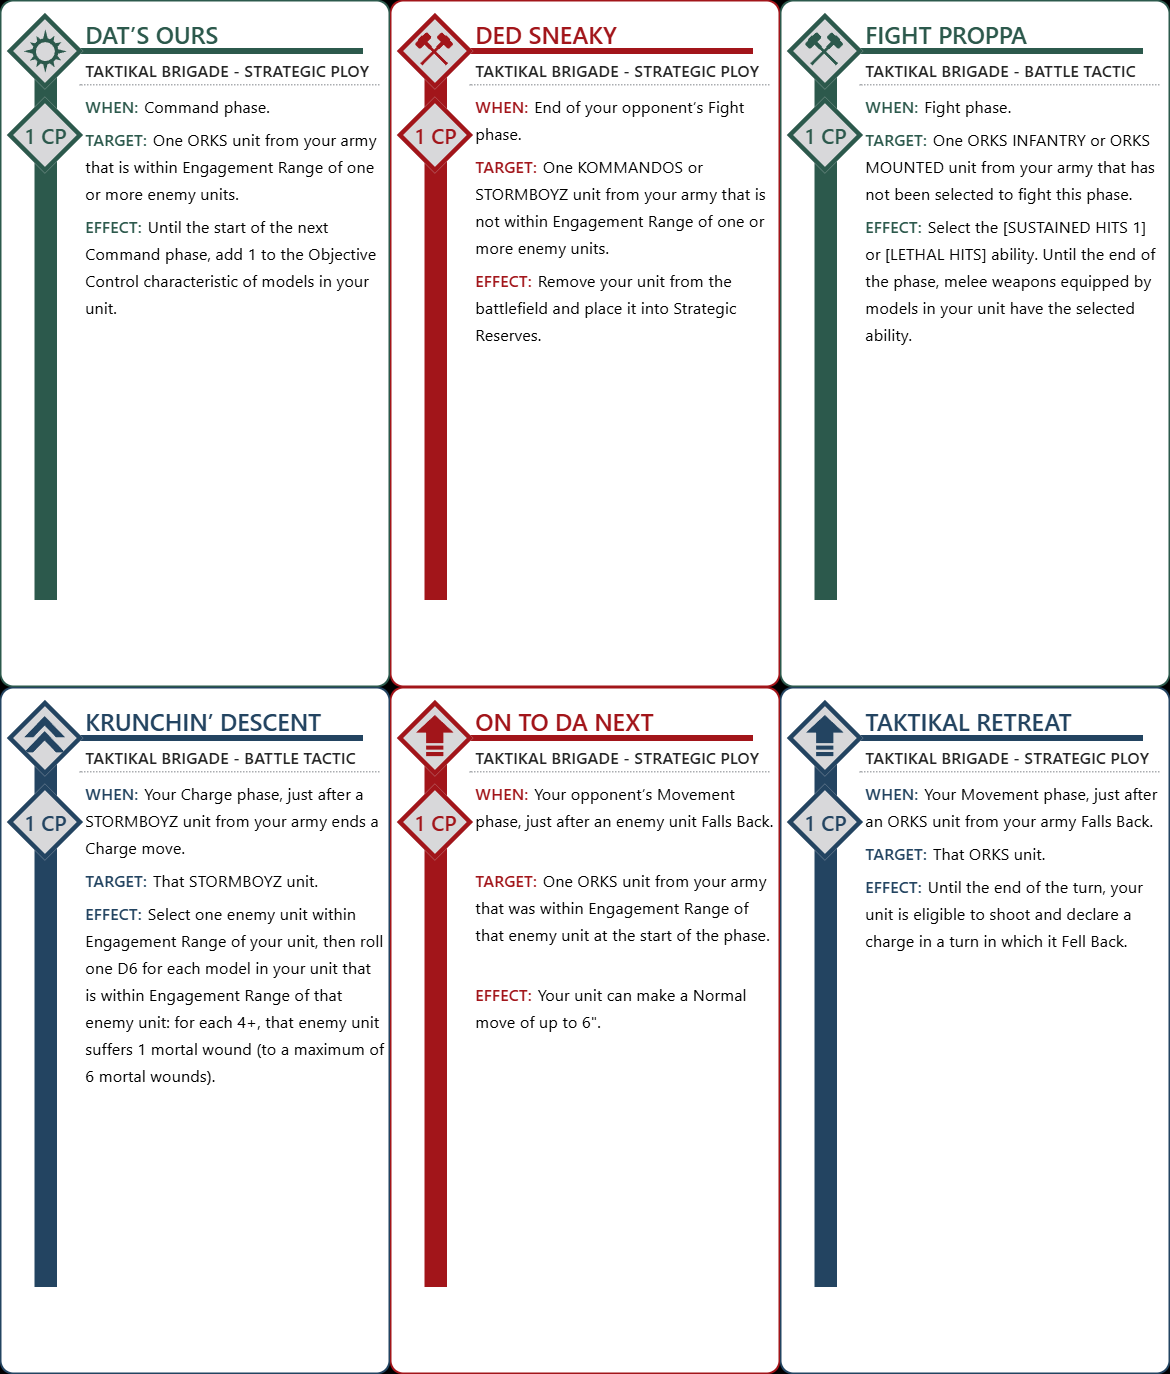 DAT’S OURS
TAKTIKAL BRIGADE - STRATEGIC PLOY
1 CP
WHEN: Command phase.
TARGET: One ORKS unit from your army
that is within Engagement Range of one
or more enemy units.
EFFECT: Until the start of the next
Command phase, add 1 to the Objective
Control characteristic of models in your
unit.
DED SNEAKY
TAKTIKAL BRIGADE - STRATEGIC PLOY
1 CP
WHEN: End of your opponent’s Fight
phase.
TARGET: One KOMMANDOS or
STORMBOYZ unit from your army that is
not within Engagement Range of one or
more enemy units.
EFFECT: Remove your unit from the
battlefield and place it into Strategic
Reserves.
FIGHT PROPPA
TAKTIKAL BRIGADE - BATTLE TACTIC
1 CP
WHEN: Fight phase.
TARGET: One ORKS INFANTRY or ORKS
MOUNTED unit from your army that has
not been selected to fight this phase.
EFFECT: Select the [SUSTAINED HITS 1]
or [LETHAL HITS] ability. Until the end of
the phase, melee weapons equipped by
models in your unit have the selected
ability.
KRUNCHIN’ DESCENT
TAKTIKAL BRIGADE - BATTLE TACTIC
1 CP
WHEN: Your Charge phase, just after a
STORMBOYZ unit from your army ends a
Charge move.
TARGET: That STORMBOYZ unit.
EFFECT: Select one enemy unit within
Engagement Range of your unit, then roll
one D6 for each model in your unit that
is within Engagement Range of that
enemy unit: for each 4+, that enemy unit
suffers 1 mortal wound (to a maximum of
6 mortal wounds).
ON TO DA NEXT
TAKTIKAL BRIGADE - STRATEGIC PLOY
1 CP
WHEN: Your opponent’s Movement
phase, just after an enemy unit Falls Back.
TARGET: One ORKS unit from your army
that was within Engagement Range of
that enemy unit at the start of the phase.
EFFECT: Your unit can make a Normal
move of up to 6".
TAKTIKAL RETREAT
TAKTIKAL BRIGADE - STRATEGIC PLOY
1 CP
WHEN: Your Movement phase, just after
an ORKS unit from your army Falls Back.
TARGET: That ORKS unit.
EFFECT: Until the end of the turn, your
unit is eligible to shoot and declare a
charge in a turn in which it Fell Back.